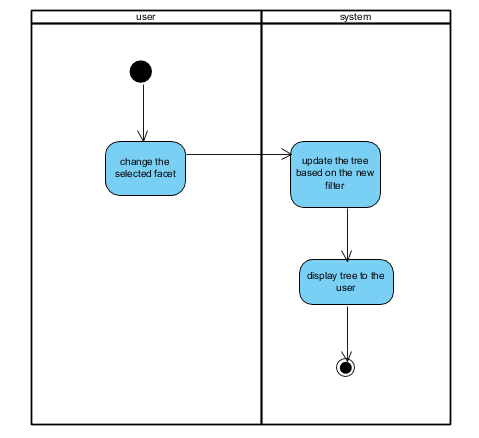 user
system
change the
selected facet
update the tree
based on the new
filter
display tree to the
user